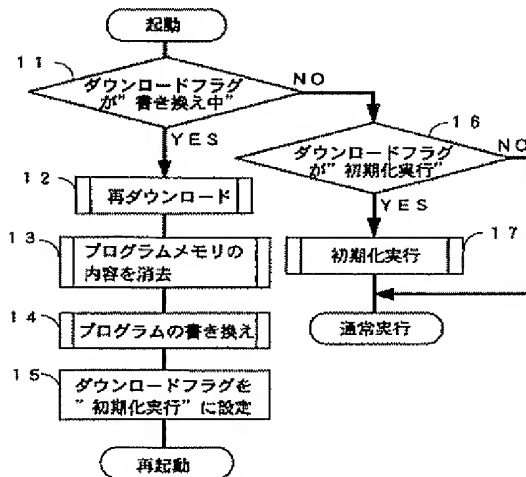 起動
11
ダウンロードフラグ
が”書き換え中”
NO
YES
16
ダウンロードフラグ
が”初期化実行”
NO
YES
12
再ダウンロード
13
プログラムメモリの
内容を消去
17
初期化実行
14
プログラムの書き換え
通常実行
15
ダウンロードフラグを
”初期化実行”に設定
再起動